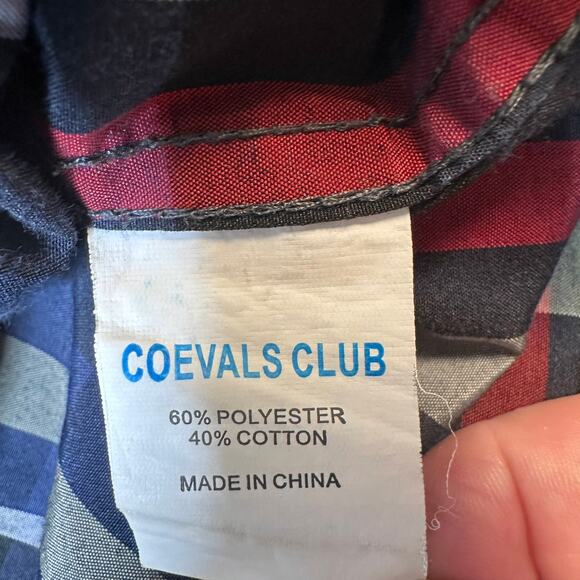 COEVALS CLUB
60% POLYESTER
40% COTTON
MADE IN CHINA